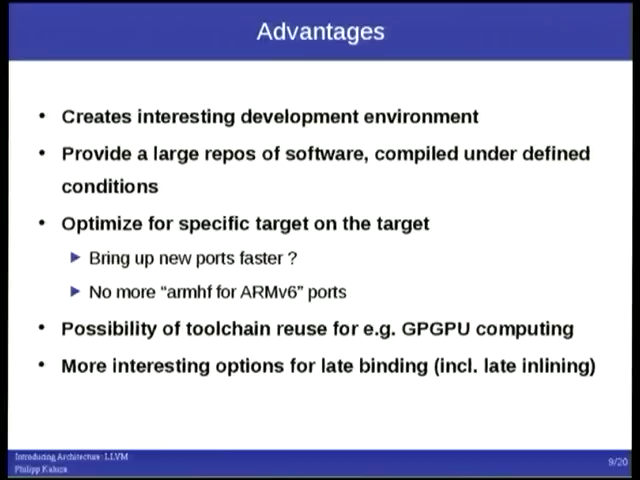 Advantages
• Creates interesting development environment
• Provide a large repos of software, compiled under defined
conditions
• Optimize for specific target on the target
▶ Bring up new ports faster ?
▶ No more “armhf for ARMv6” ports
• Possibility of toolchain reuse for e.g. GPGPU computing
• More interesting options for late binding (incl. late inlining)
Introducing Architecture: LLVM
Philipp Kaluza
9/20